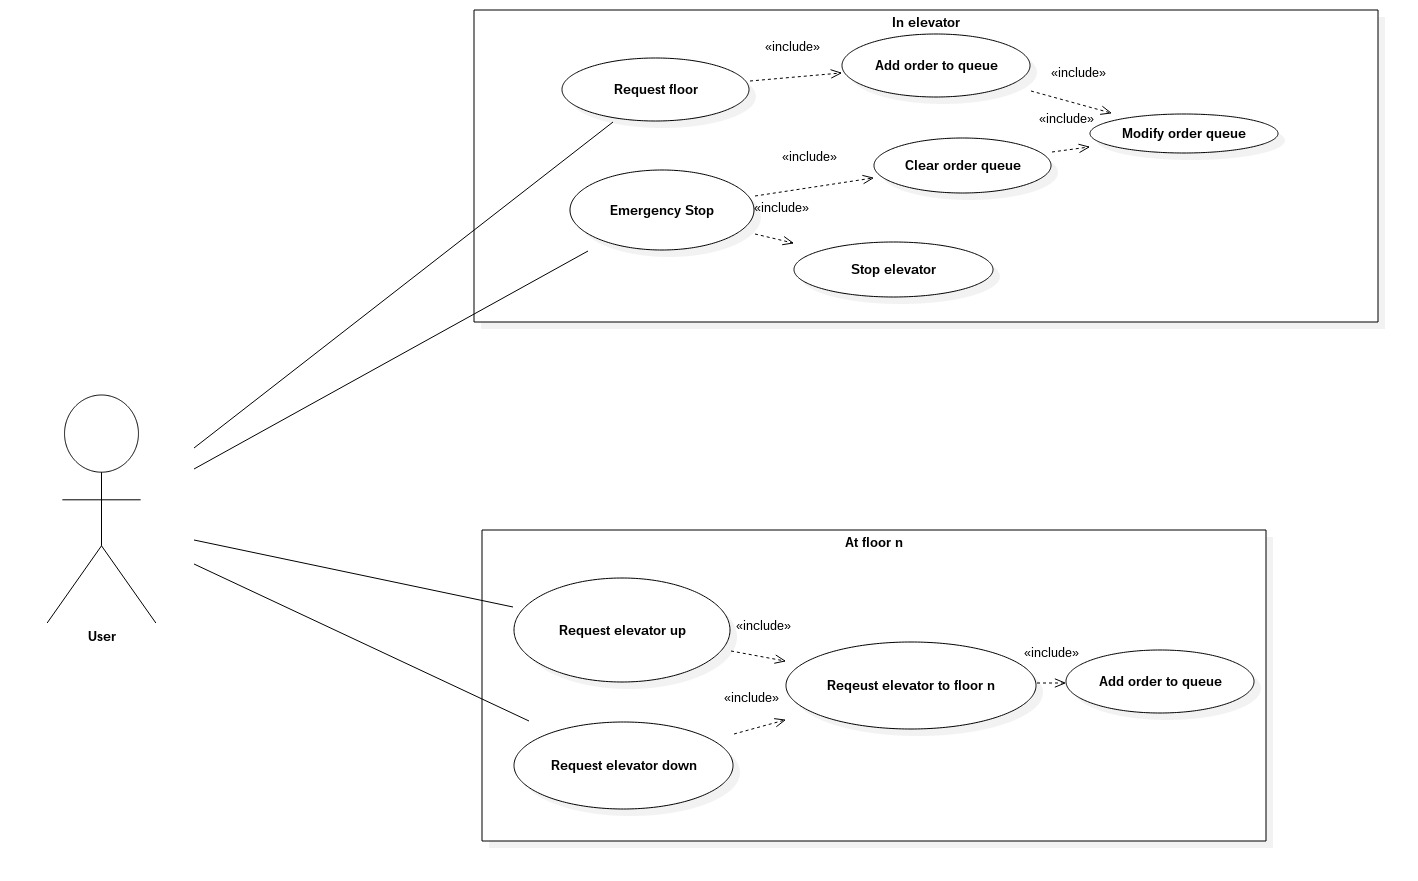 In elevator
«include»
Add order to queue
«include»
Request floor
«include»
Modify order queue
«include»
Clear order queue
Emergency Stop
«include»
Stop elevator
User
At floor n
Request elevator up
«include»
«include»
Reqeust elevator to floor n
Add order to queue
«include»
Request elevator down